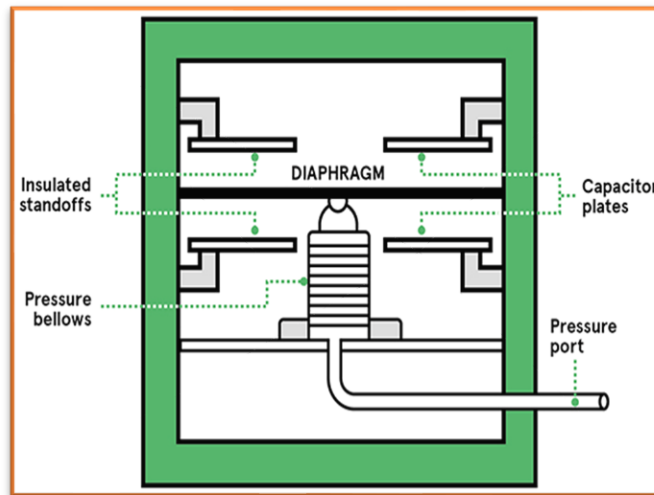 DIAPHRAGM
Insulated
standoffs
Capacitor
plates
Pressure
bellows
Pressure
port